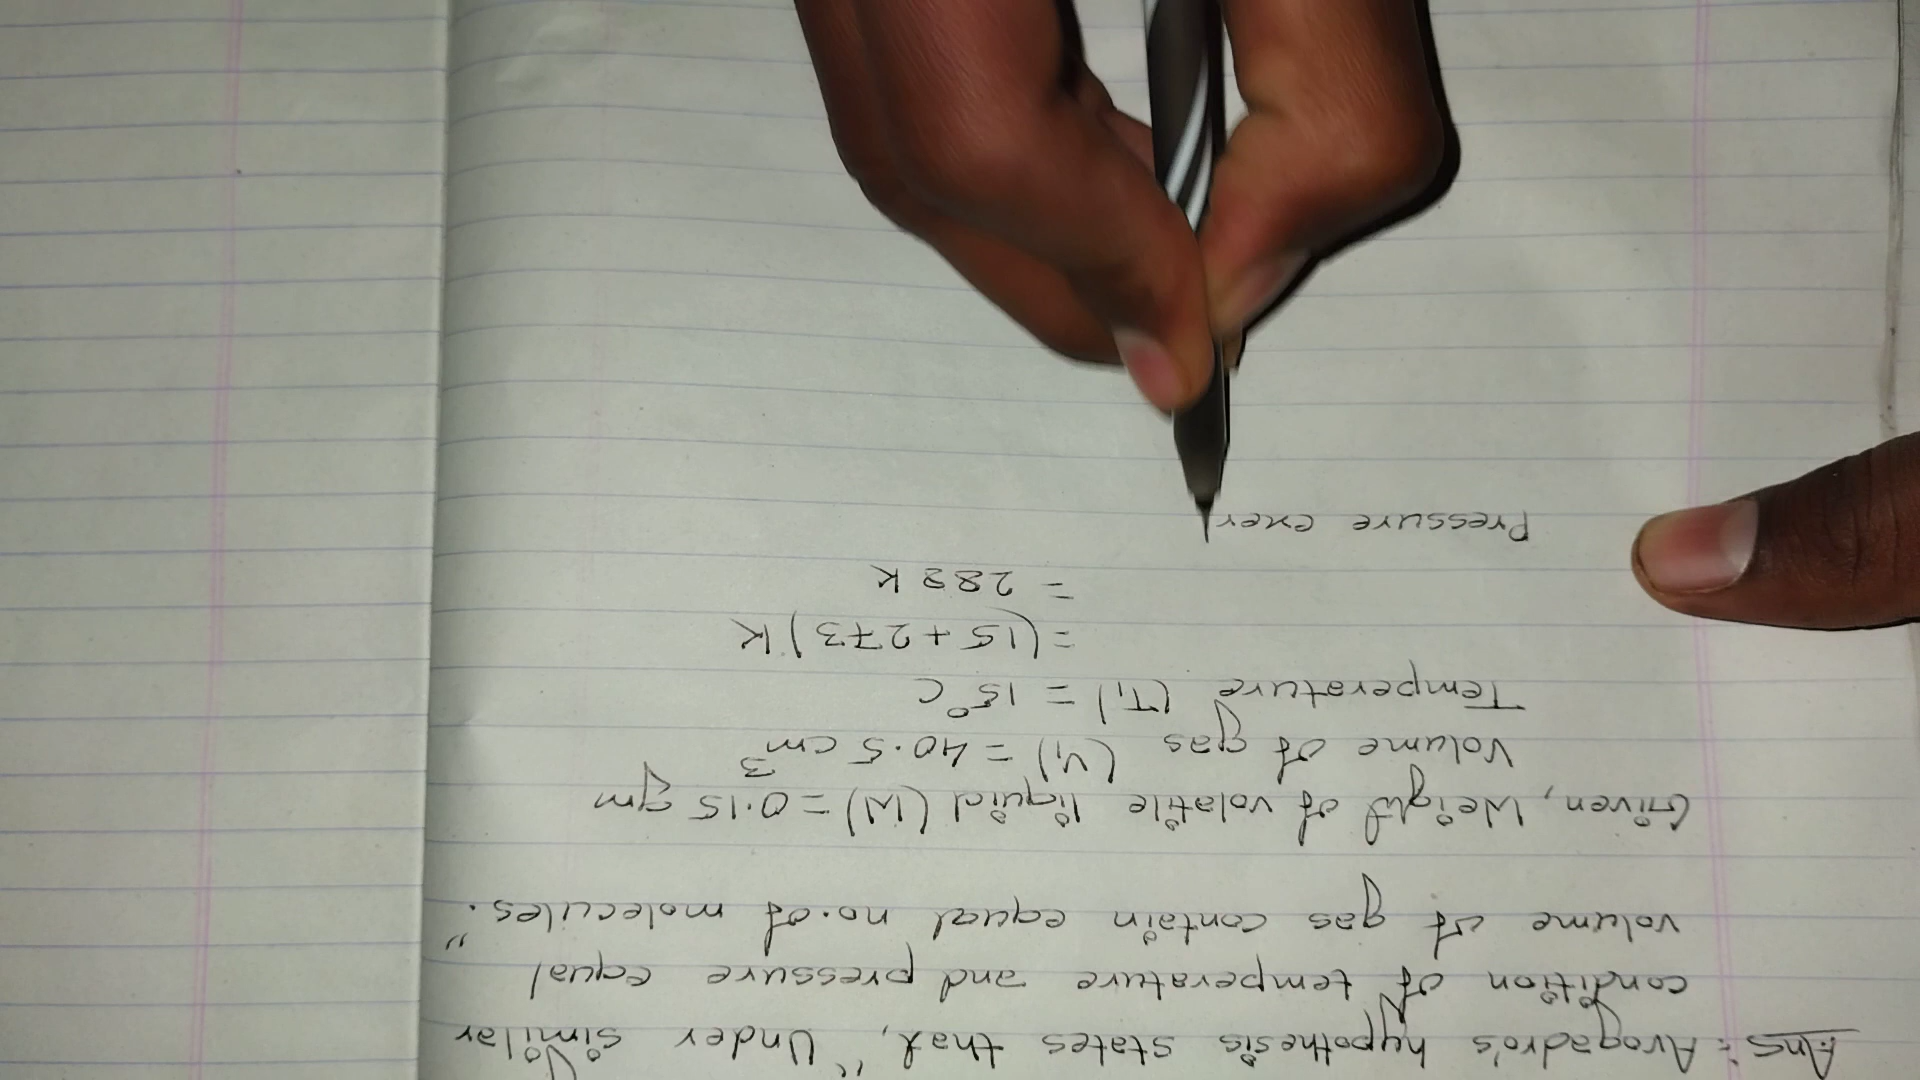 Ans:- Avogadro's hypothesis states that, "Under similar
condition of temperature and pressure equal
volume of gas contain equal no. of molecules."
Given, Weight of volatile liquid (W) = 0.15 gm
Volume of gas (V₁) = 40.5 cm³
Temperature (T₁) = 15°C
= (15 + 273) K
= 288 K
Pressure exer